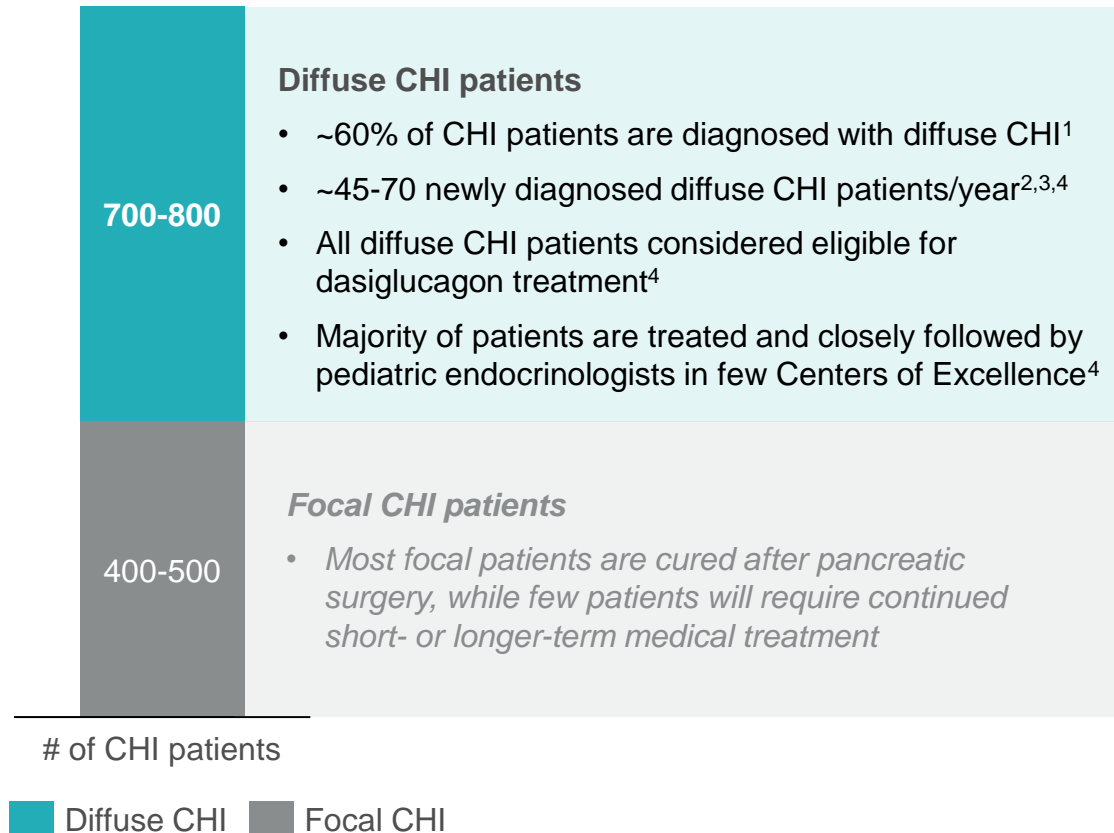 700-800
Diffuse CHI patients
• ~60% of CHI patients are diagnosed with diffuse CHI¹
• ~45-70 newly diagnosed diffuse CHI patients/year²,³,⁴
• All diffuse CHI patients considered eligible for
dasiglucagon treatment⁴
• Majority of patients are treated and closely followed by
pediatric endocrinologists in few Centers of Excellence⁴
400-500
Focal CHI patients
• Most focal patients are cured after pancreatic
surgery, while few patients will require continued
short- or longer-term medical treatment
# of CHI patients
Diffuse CHI Focal CHI